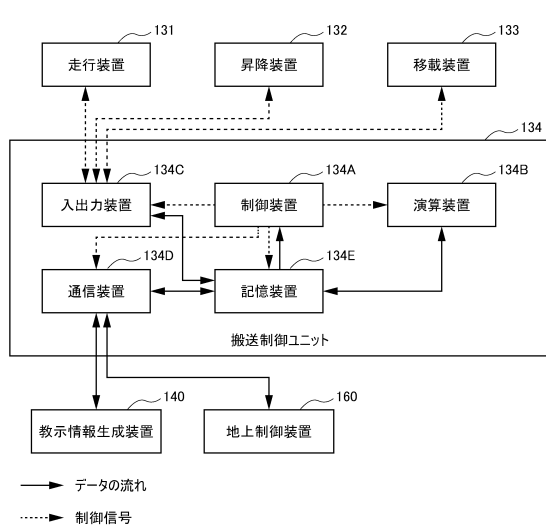 131
132
133
走行装置
昇降装置
移載装置
134
134C
134A
134B
入出力装置
制御装置
演算装置
134D
134E
通信装置
記憶装置
搬送制御ユニット
140
160
教示情報生成装置
地上制御装置
データの流れ
制御信号